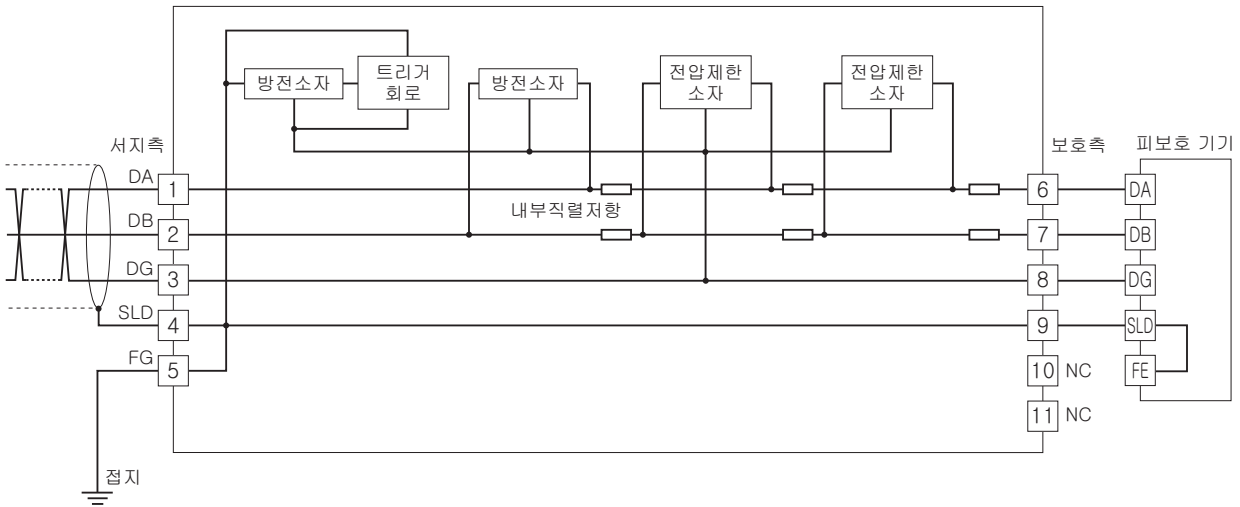 방전소자
트리거
회로
방전소자
전압제한
소자
전압제한
소자
서지측
보호측
피보호 기기
DA
1
6
DA
내부직렬저항
DB
2
7
DB
DG
3
8
DG
SLD
4
9
SLD
FG
5
10
NC
FE
11
NC
접지